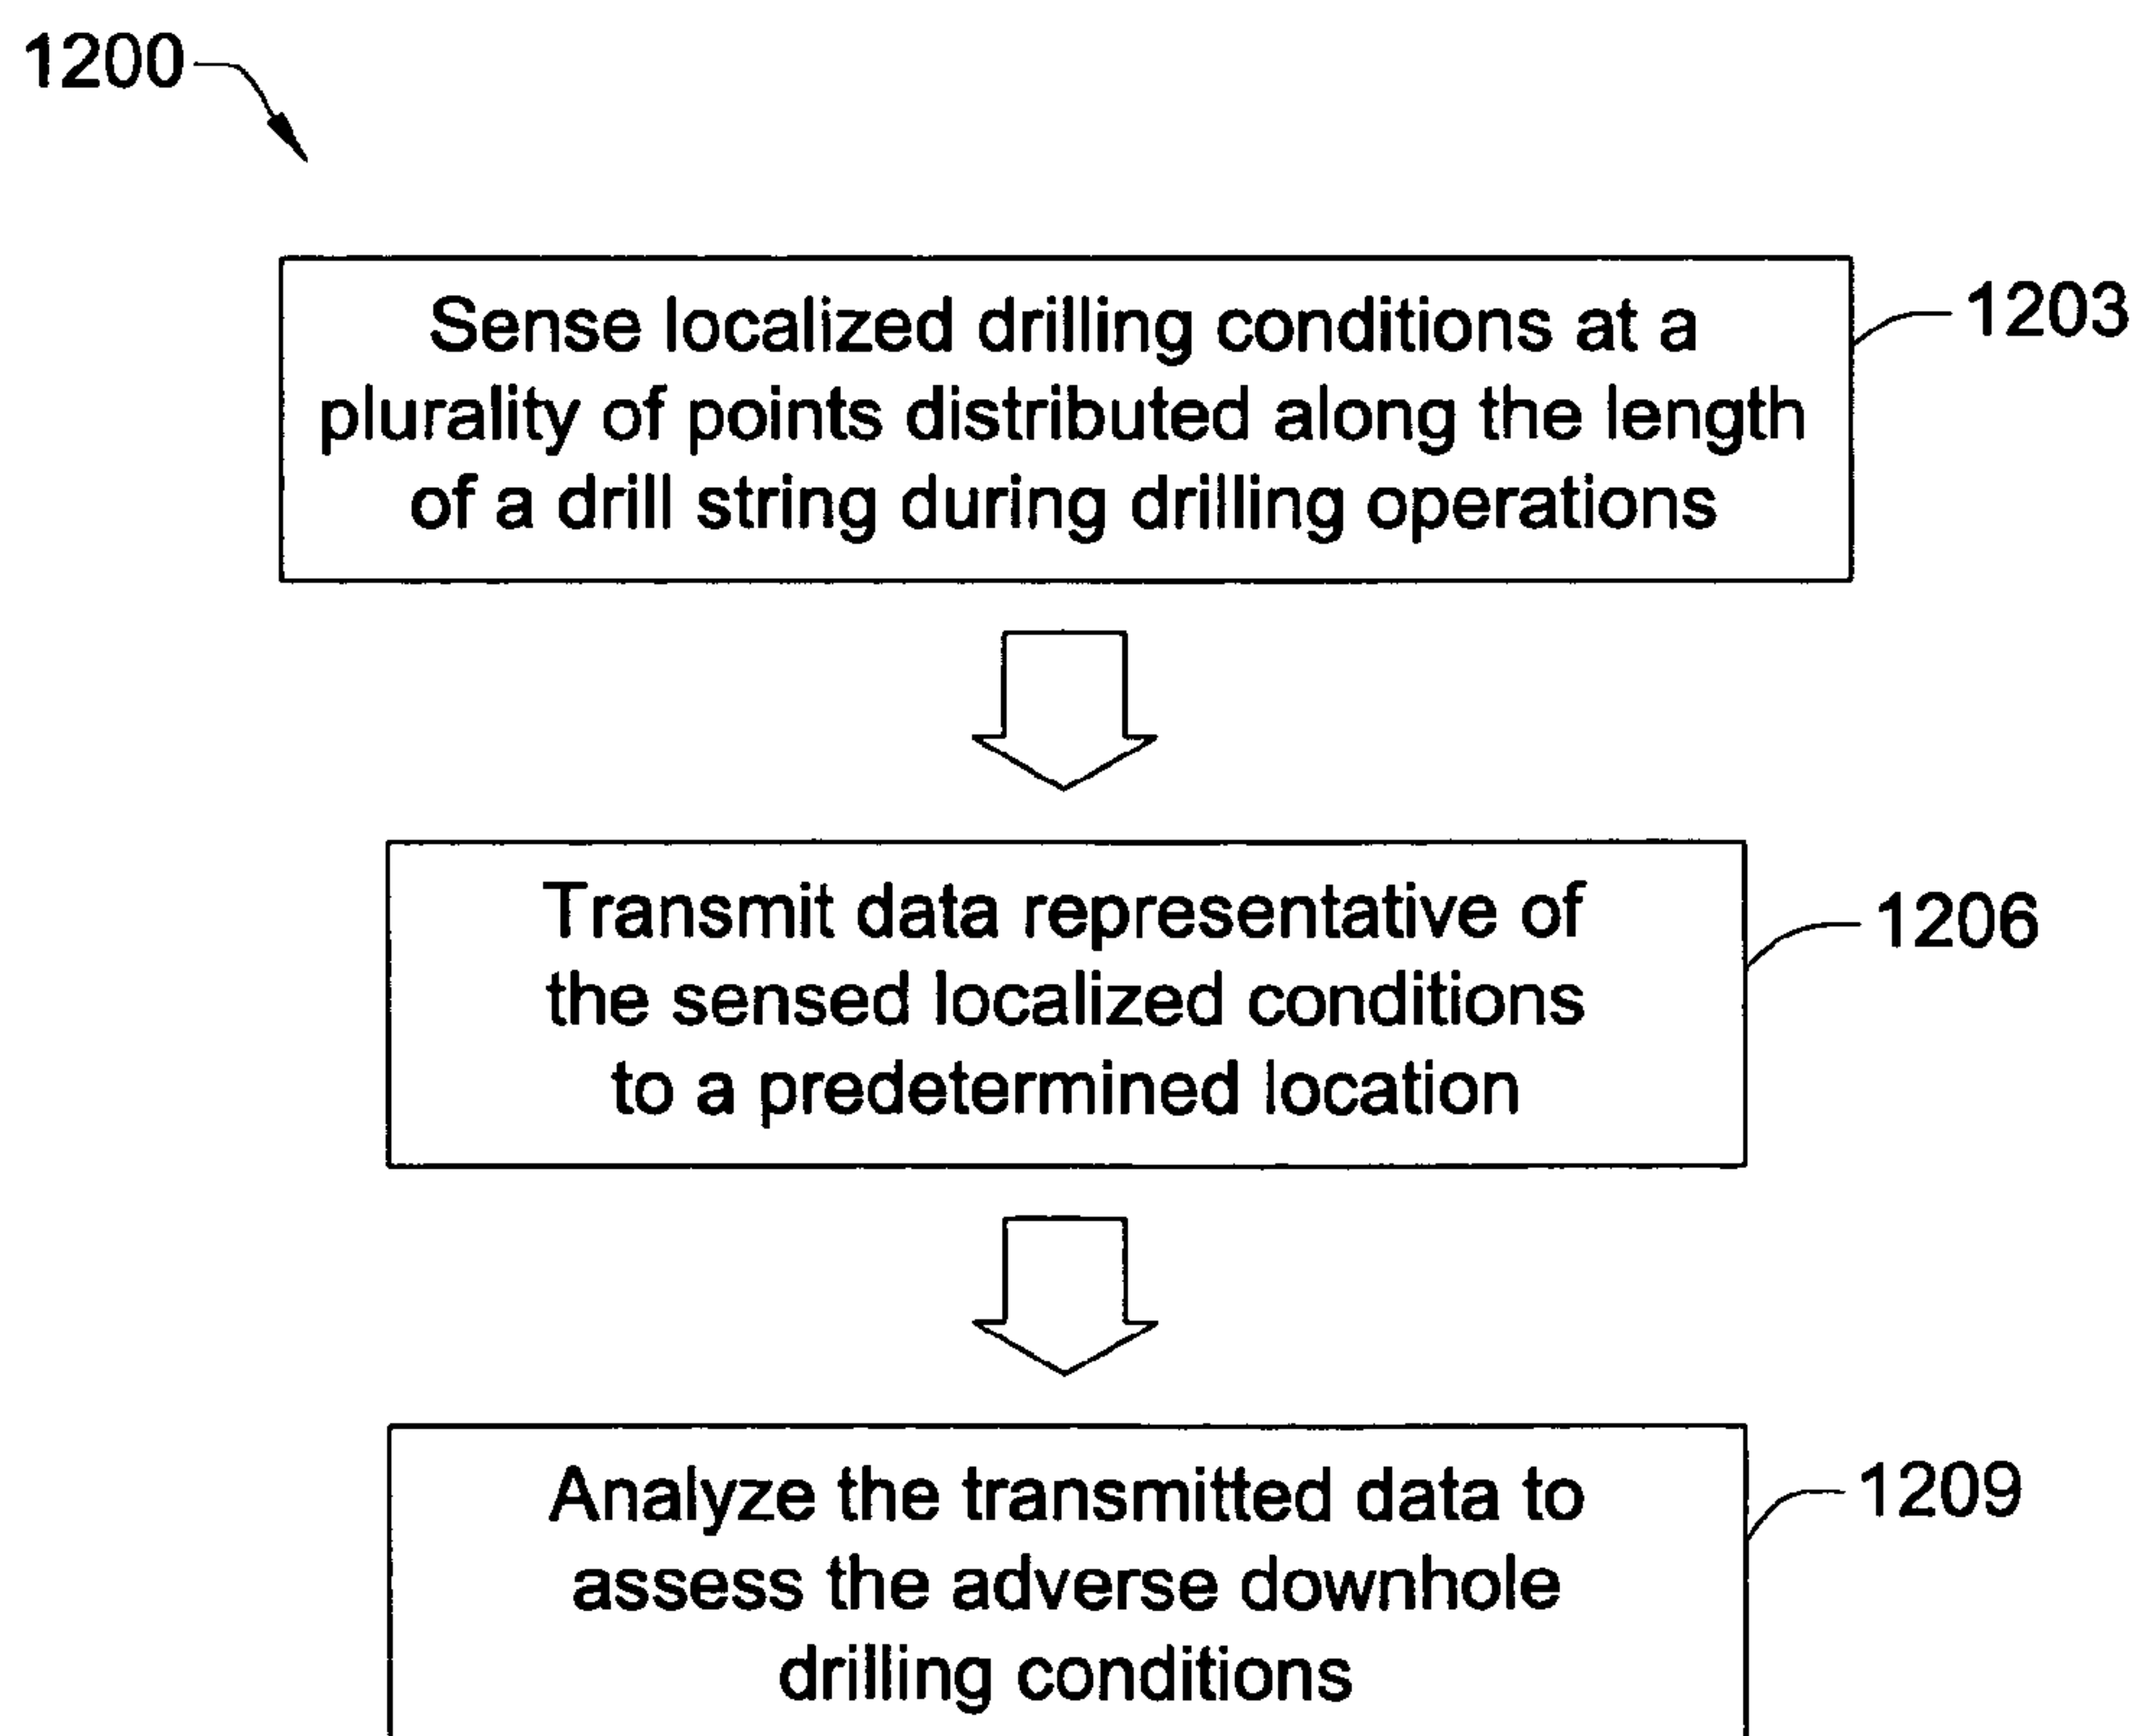 1200
Sense localized drilling conditions at a
plurality of points distributed along the length
of a drill string during drilling operations
1203
Transmit data representative of
the sensed localized conditions
to a predetermined location
1206
Analyze the transmitted data to
assess the adverse downhole
drilling conditions
1209